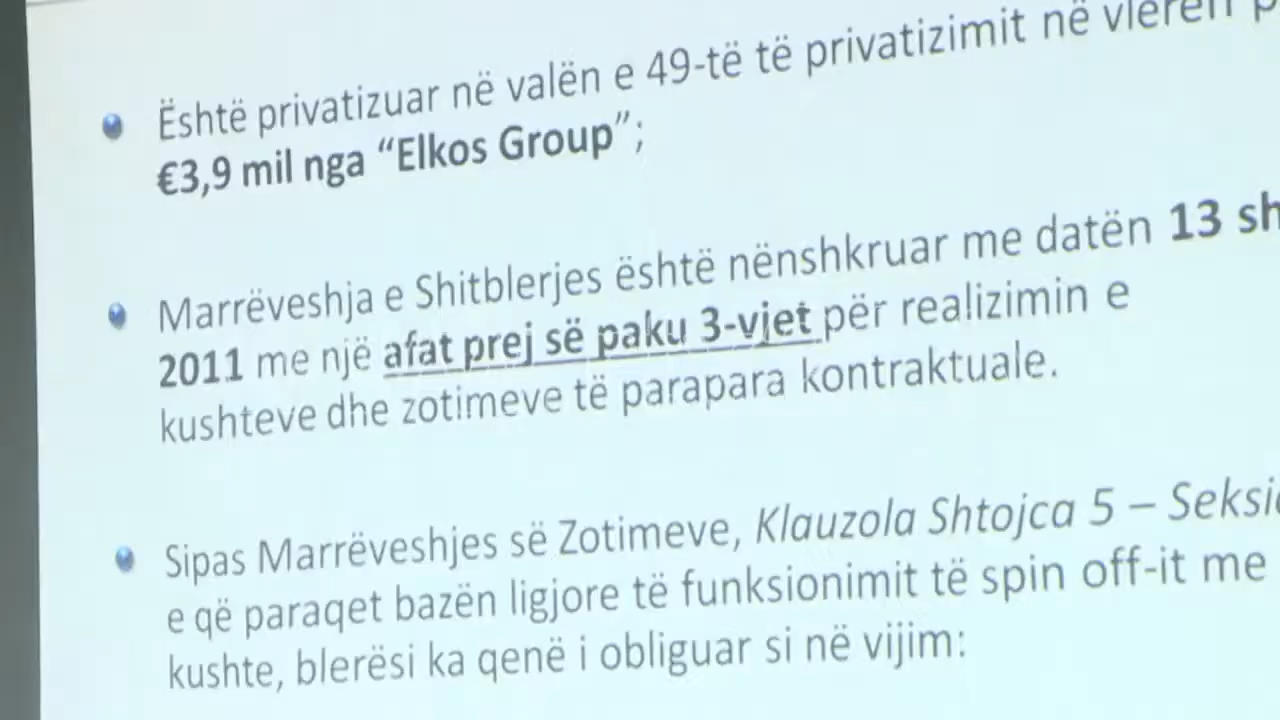 Është privatizuar në valën e 49-të të privatizimit në vlerën
€3,9 mil nga “Elkos Group”;
Marrëveshja e Shitblerjes është nënshkruar me datën 13
2011 me një afat prej së paku 3-vjet për realizimin e
kushteve dhe zotimeve të parapara kontraktuale.
Sipas Marrëveshjes së Zotimeve, Klauzola Shtojca 5 –
e që paraqet bazën ligjore të funksionimit të spin off-it me
kushte, blerësi ka qenë i obliguar si në vijim: